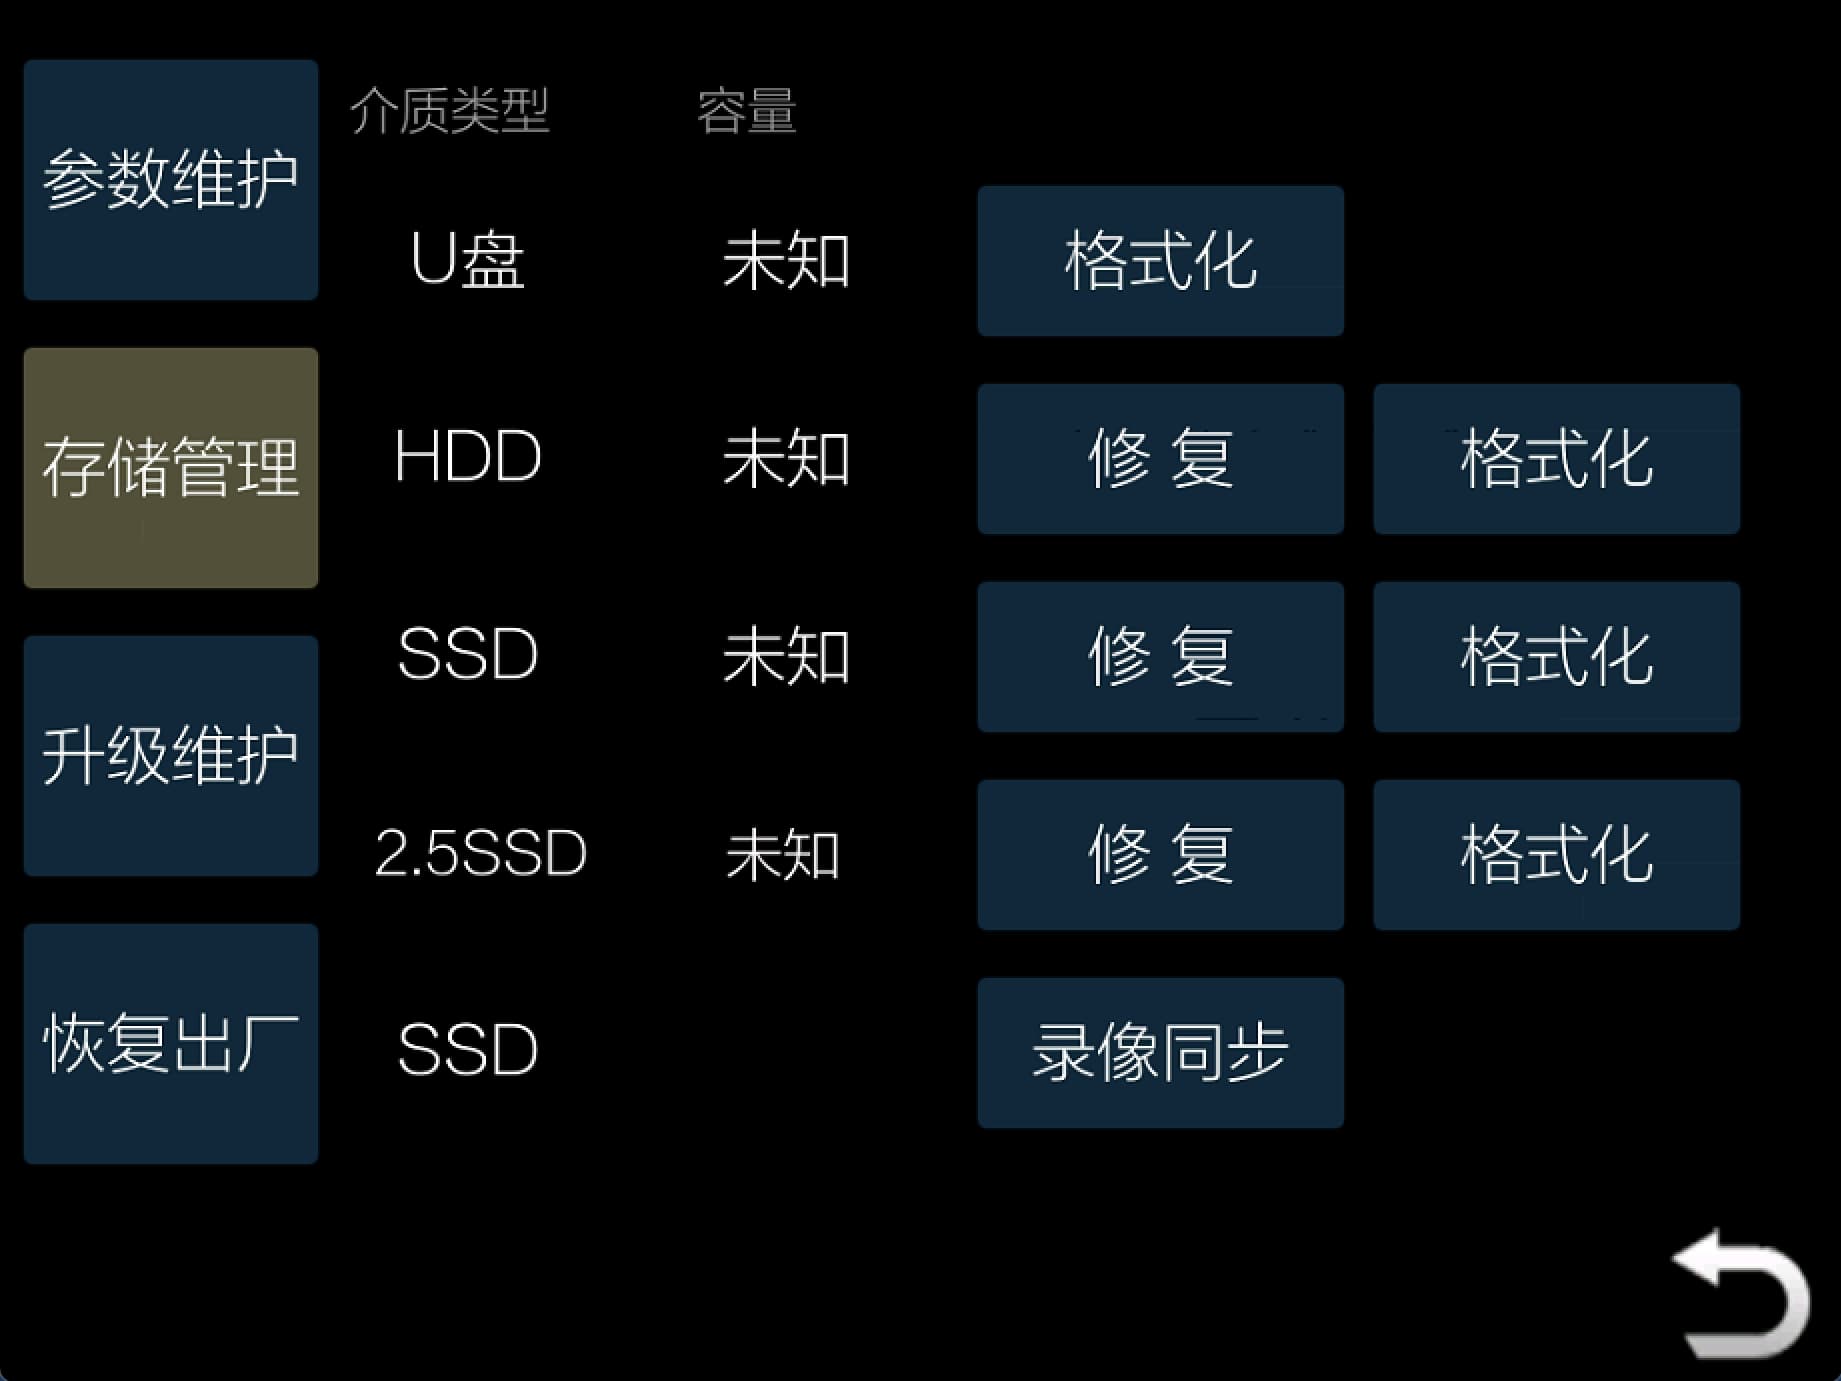 介质类型 容量
参数维护
U盘 未知 格式化
存储管理
HDD 未知 修 复 格式化
SSD 未知 修 复 格式化
升级维护
2.5SSD 未知 修 复 格式化
恢复出厂
SSD 录像同步